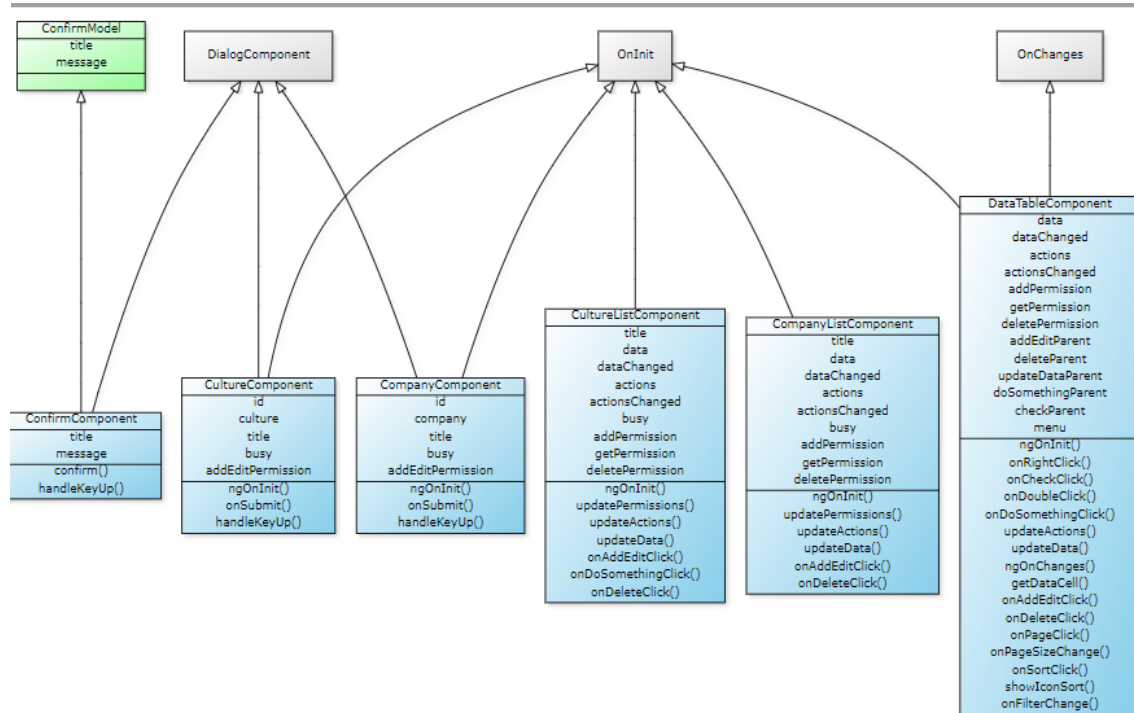 ConfirmModel
title
message
DialogComponent
OnInit
OnChanges
DataTableComponent
data
dataChanged
actions
actionsChanged
addPermission
getPermission
deletePermission
addEditParent
deleteParent
updateDataParent
doSomethingParent
checkParent
menu
ngOnInit()
onRightClick()
onCheckClick()
onDoubleClick()
onDoSomethingClick()
updateActions()
updateData()
ngOnChanges()
getDataCell()
onAddEditClick()
onDeleteClick()
onPageClick()
onPageSizeChange()
onSortClick()
showIconSort()
onFilterChange()
CultureListComponent
title
data
dataChanged
actions
actionsChanged
busy
addPermission
getPermission
deletePermission
ngOnInit()
updatePermissions()
updateActions()
updateData()
onAddEditClick()
onDoSomethingClick()
onDeleteClick()
CompanyListComponent
title
data
dataChanged
actions
actionsChanged
busy
addPermission
getPermission
deletePermission
ngOnInit()
updatePermissions()
updateActions()
updateData()
onAddEditClick()
onDeleteClick()
CultureComponent
id
culture
title
busy
addEditPermission
ngOnInit()
onSubmit()
handleKeyUp()
CompanyComponent
id
company
title
busy
addEditPermission
ngOnInit()
onSubmit()
handleKeyUp()
ConfirmComponent
title
message
confirm()
handleKeyUp()